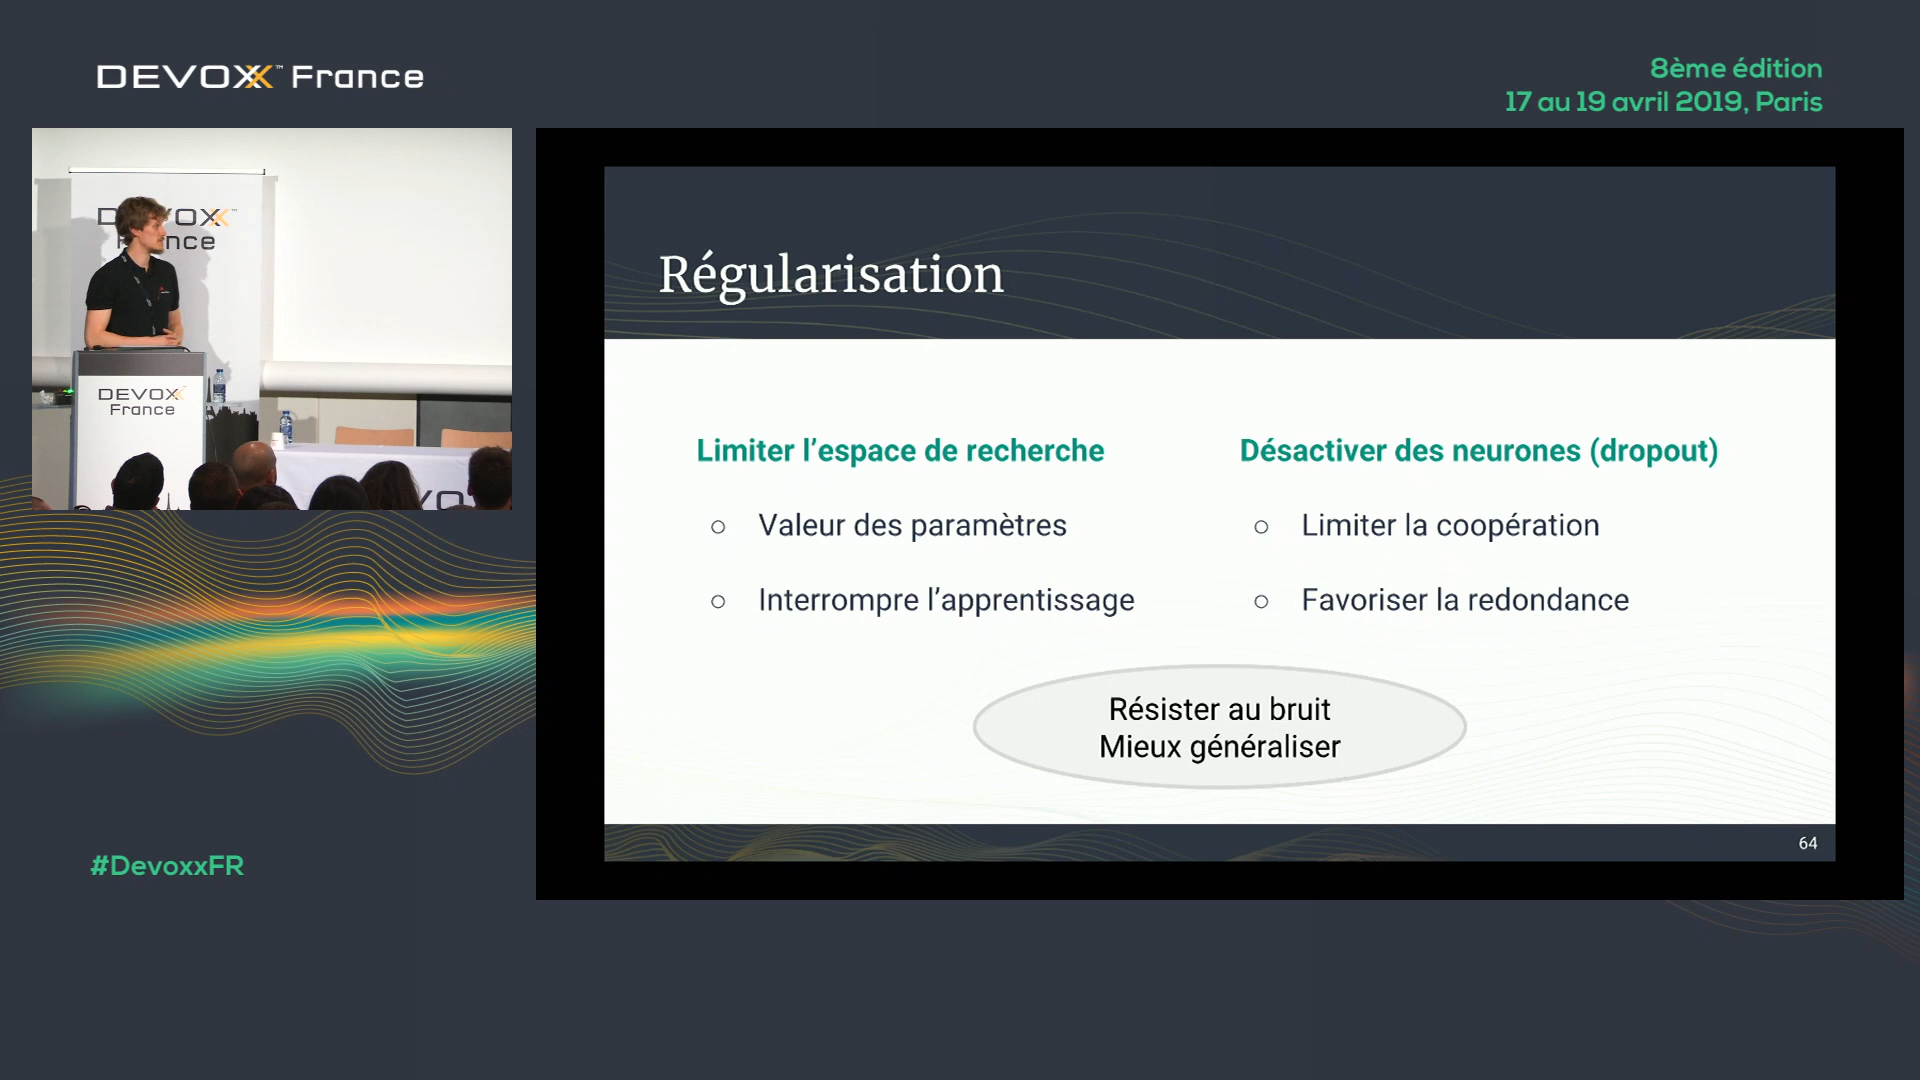 DEVOXX™ France
8ème édition
17 au 19 avril 2019, Paris
DEVOXX
France
Régularisation
Limiter l’espace de recherche
○ Valeur des paramètres
○ Interrompre l’apprentissage
Désactiver des neurones (dropout)
○ Limiter la coopération
○ Favoriser la redondance
Résister au bruit
Mieux généraliser
64
#DevoxxFR